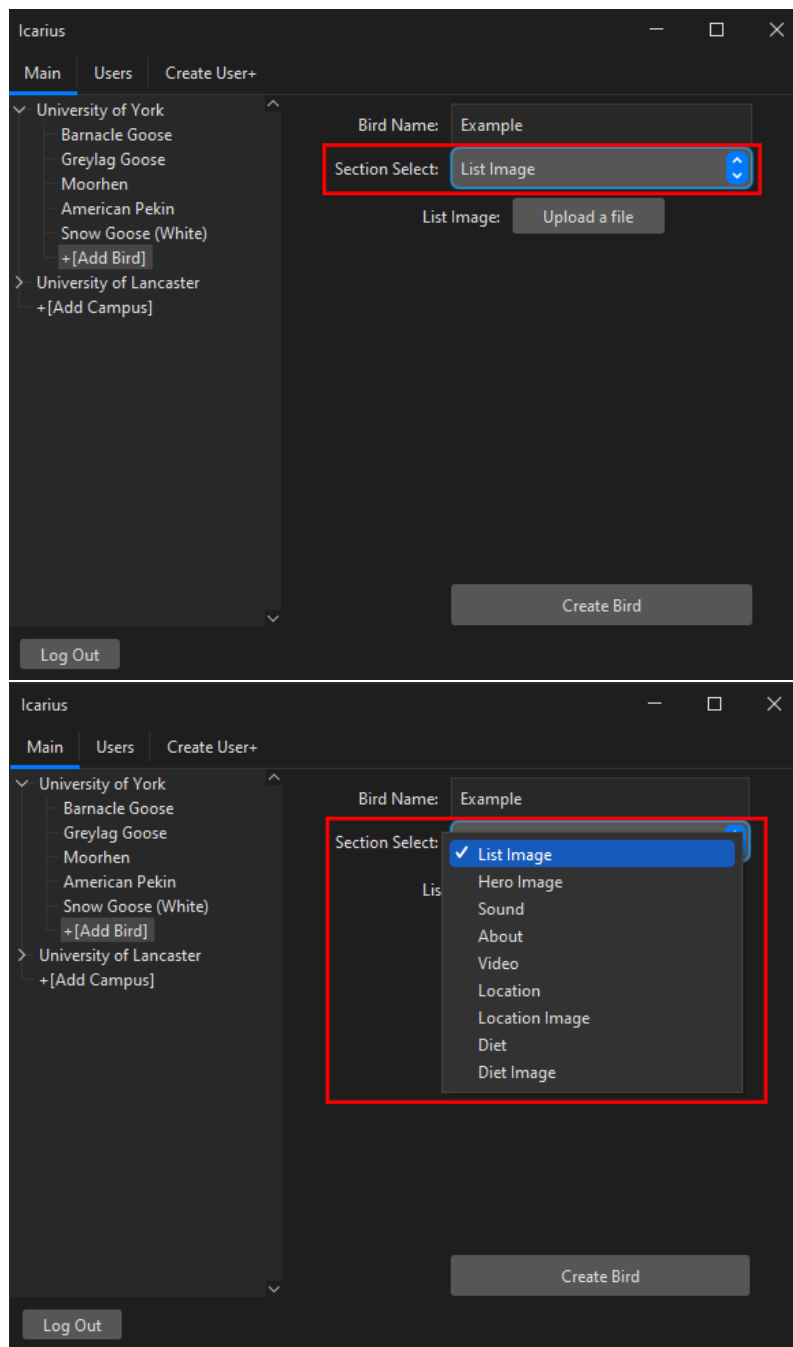 Icarius
Main Users Create User+
University of York
Barnacle Goose
Greylag Goose
Moorhen
American Pekin
Snow Goose (White)
+[Add Bird]
University of Lancaster
+[Add Campus]
Bird Name: Example
Section Select: List Image
List Image: Upload a file
Create Bird
Log Out
Icarius
Main Users Create User+
University of York
Barnacle Goose
Greylag Goose
Moorhen
American Pekin
Snow Goose (White)
+[Add Bird]
University of Lancaster
+[Add Campus]
Bird Name: Example
Section Select:
Lis
List Image
Hero Image
Sound
About
Video
Location
Location Image
Diet
Diet Image
Create Bird
Log Out